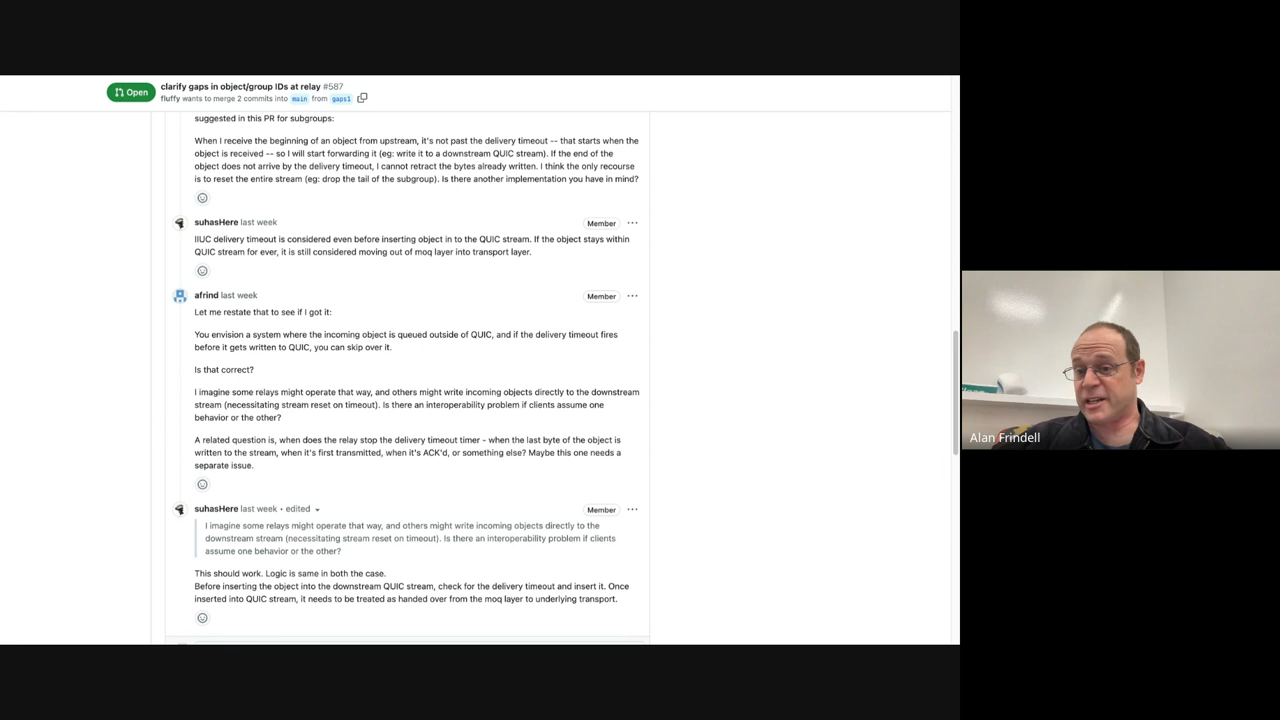 Open
clarify gaps in object/group IDs at relay #587
fluffy wants to merge 2 commits into main from gaps1
suggested in this PR for subgroups:
When I receive the beginning of an object from upstream, it's not past the delivery timeout -- that starts when the
object is received -- so I will start forwarding it (eg: write it to a downstream QUIC stream). If the end of the
object does not arrive by the delivery timeout, I cannot retract the bytes already written. I think the only recourse
is to reset the entire stream (eg: drop the tail of the subgroup). Is there another implementation you have in mind?
suhasHere last week
Member
IIUC delivery timeout is considered even before inserting object in to the QUIC stream. If the object stays within
QUIC stream for ever, it is still considered moving out of moq layer into transport layer.
afrind last week
Member
Let me restate that to see if I got it:
You envision a system where the incoming object is queued outside of QUIC, and if the delivery timeout fires
before it gets written to QUIC, you can skip over it.
Is that correct?
I imagine some relays might operate that way, and others might write incoming objects directly to the downstream
stream (necessitating stream reset on timeout). Is there an interoperability problem if clients assume one
behavior or the other?
A related question is, when does the relay stop the delivery timeout timer - when the last byte of the object is
written to the stream, when it's first transmitted, when it's ACK'd, or something else? Maybe this one needs a
separate issue.
suhasHere last week • edited
Member
I imagine some relays might operate that way, and others might write incoming objects directly to the
downstream stream (necessitating stream reset on timeout). Is there an interoperability problem if clients
assume one behavior or the other?
This should work. Logic is same in both the case.
Before inserting the object into the downstream QUIC stream, check for the delivery timeout and insert it. Once
inserted into QUIC stream, it needs to be treated as handed over from the moq layer to underlying transport.
Alan Frindell